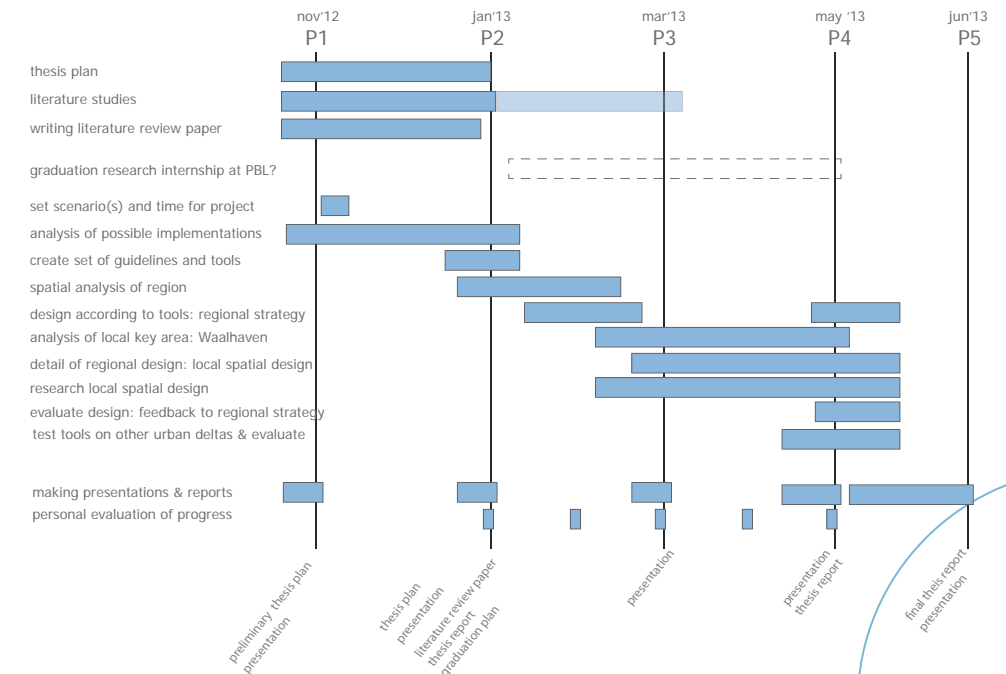 nov'12 jan'13 mar'13 may '13 jun'13
P1 P2 P3 P4 P5
thesis plan
literature studies
writing literature review paper
graduation research internship at PBL?
set scenario(s) and time for project
analysis of possible implementations
create set of guidelines and tools
spatial analysis of region
design according to tools: regional strategy
analysis of local key area: Waalhaven
detail of regional design: local spatial design
research local spatial design
evaluate design: feedback to regional strategy
test tools on other urban deltas & evaluate
making presentations & reports
personal evaluation of progress
preliminary thesis plan
presentation
thesis plan
presentation
literature review paper
thesis report
graduation plan
presentation
presentation
thesis report
final theis report
presentation